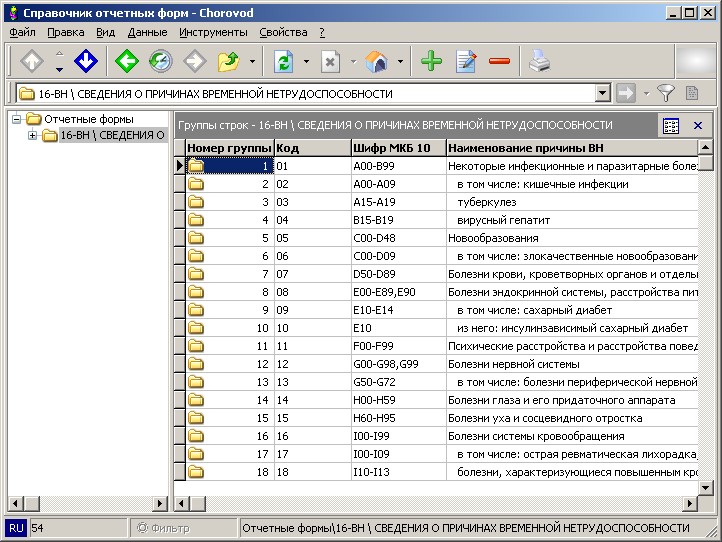 Справочник отчетных форм - Chorovod
Файл Правка Вид Данные Инструменты Свойства ?
16-ВН \ СВЕДЕНИЯ О ПРИЧИНАХ ВРЕМЕННОЙ НЕТРУДОСПОСОБНОСТИ
Отчетные формы
16-ВН \ СВЕДЕНИЯ О
Группы строк - 16-ВН \ СВЕДЕНИЯ О ПРИЧИНАХ ВРЕМЕННОЙ НЕТРУДОСПОСОБНОСТИ
Номер группы Код Шифр МКБ 10 Наименование причины ВН
1 01 A00-B99 Некоторые инфекционные и паразитарные боле
2 02 A00-A09 в том числе: кишечные инфекции
3 03 A15-A19 туберкулез
4 04 B15-B19 вирусный гепатит
5 05 C00-D48 Новообразования
6 06 C00-D09 в том числе: злокачественные новообразовани
7 07 D50-D89 Болезни крови, кроветворных органов и отдель
8 08 E00-E89,E90 Болезни эндокринной системы, расстройства пит
9 09 E10-E14 в том числе: сахарный диабет
10 10 E10 из него: инсулинзависимый сахарный диабет
11 11 F00-F99 Психические расстройства и расстройства повед
12 12 G00-G98,G99 Болезни нервной системы
13 13 G50-G72 в том числе: болезни периферической нервной
14 14 H00-H59 Болезни глаза и его придаточного аппарата
15 15 H60-H95 Болезни уха и сосцевидного отростка
16 16 I00-I99 Болезни системы кровообращения
17 17 I00-I09 в том числе: острая ревматическая лихорадка,
18 18 I10-I13 болезни, характеризующиеся повышенным кро
RU 54 Фильтр Отчетные формы\16-ВН \ СВЕДЕНИЯ О ПРИЧИНАХ ВРЕМЕННОЙ НЕТРУДОСПОСОБНОСТИ